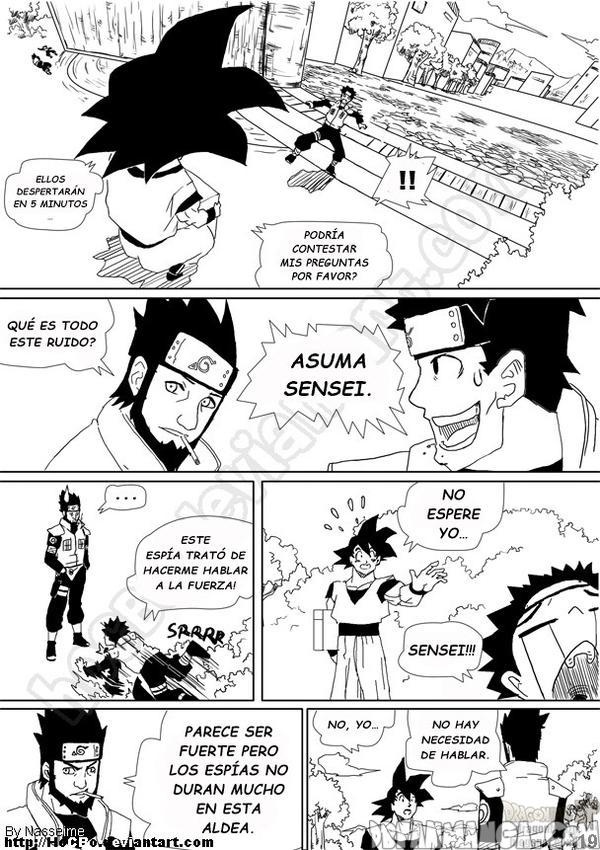 ELLOS
DESPERTARÁN
EN 5 MINUTOS
...
!!
PODRÍA
CONTESTAR
MIS PREGUNTAS
POR FAVOR?
QUÉ ES TODO
ESTE RUIDO?
ASUMA
SENSEI.
...
ESTE
ESPÍA TRATÓ DE
HACERME HABLAR
A LA FUERZA!
SRRRR
NO
ESPERE
YO...
SENSEI!!!
PARECE SER
FUERTE PERO
LOS ESPÍAS NO
DURAN MUCHO
EN ESTA
ALDEA.
NO, YO...
NO HAY
NECESIDAD
DE HABLAR.
By Nasseime
http://HoCBo.deviantart.com
19